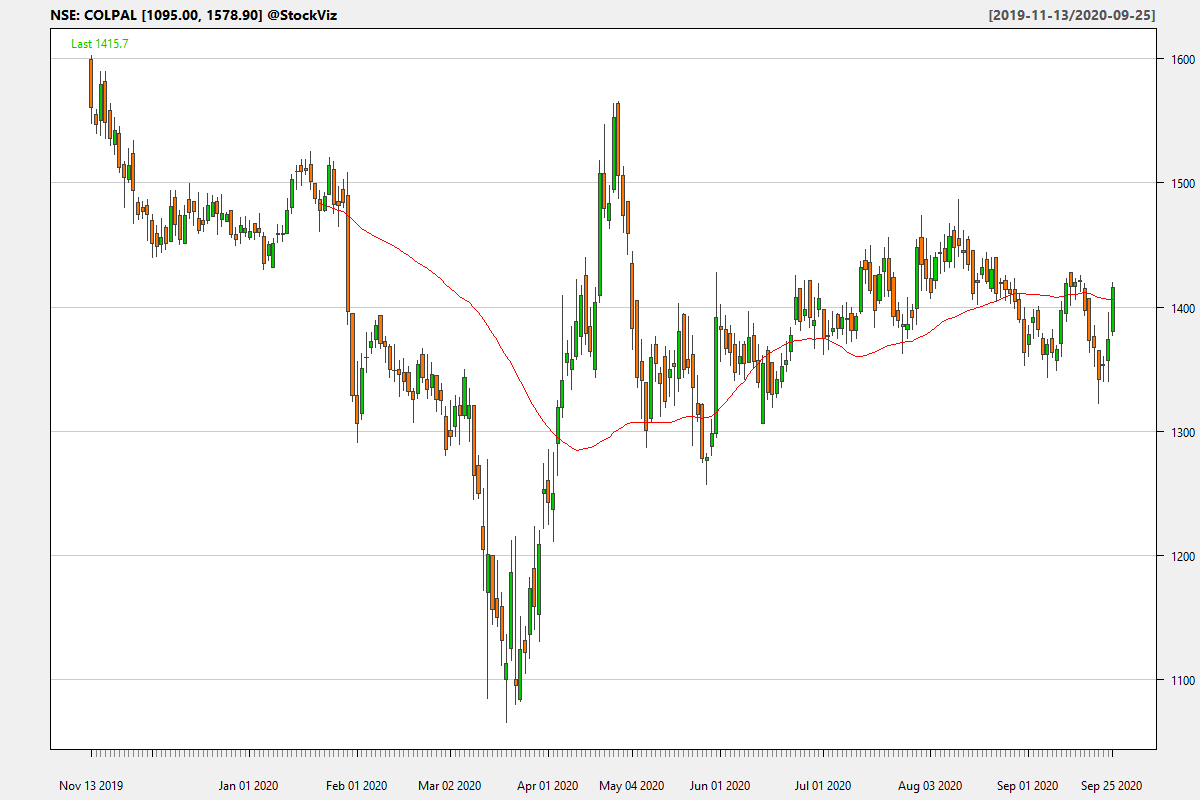 NSE: COLPAL [1095.00, 1578.90] @StockViz [2019-11-13/2020-09-25]
Last 1415.7
1600
1500
1400
1300
1200
1100
Nov 13 2019 Jan 01 2020 Feb 01 2020 Mar 02 2020 Apr 01 2020 May 04 2020 Jun 01 2020 Jul 01 2020 Aug 03 2020 Sep 01 2020 Sep 25 2020